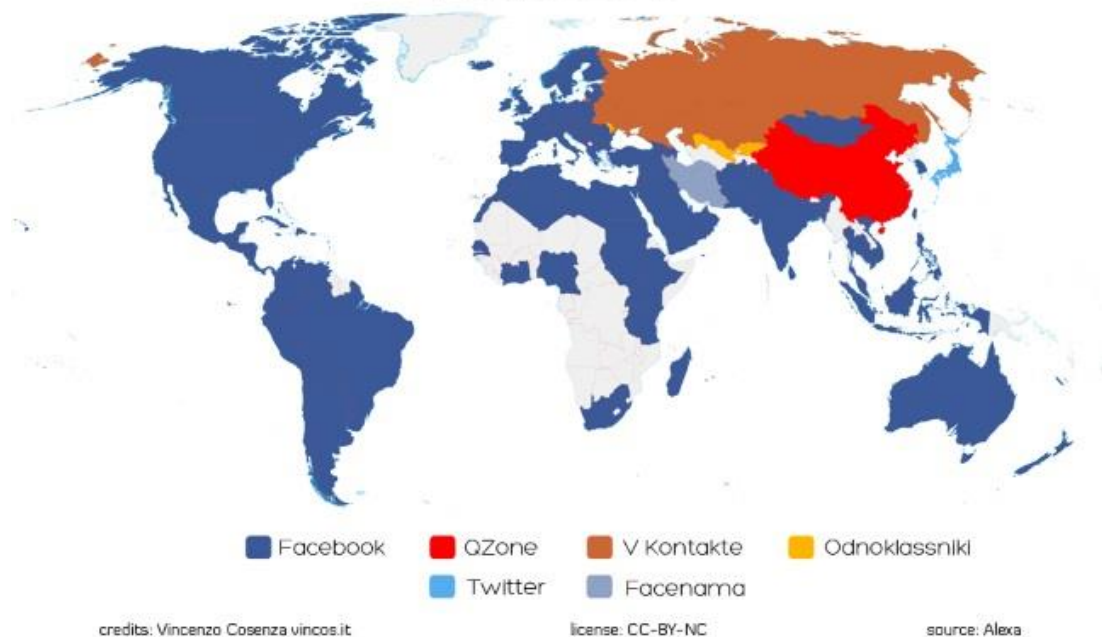 Facebook QZone V Kontakte Odnoklassniki
Twitter Facenama
credits: Vincenzo Cosenza vincos.it license: CC-BY-NC source: Alexa